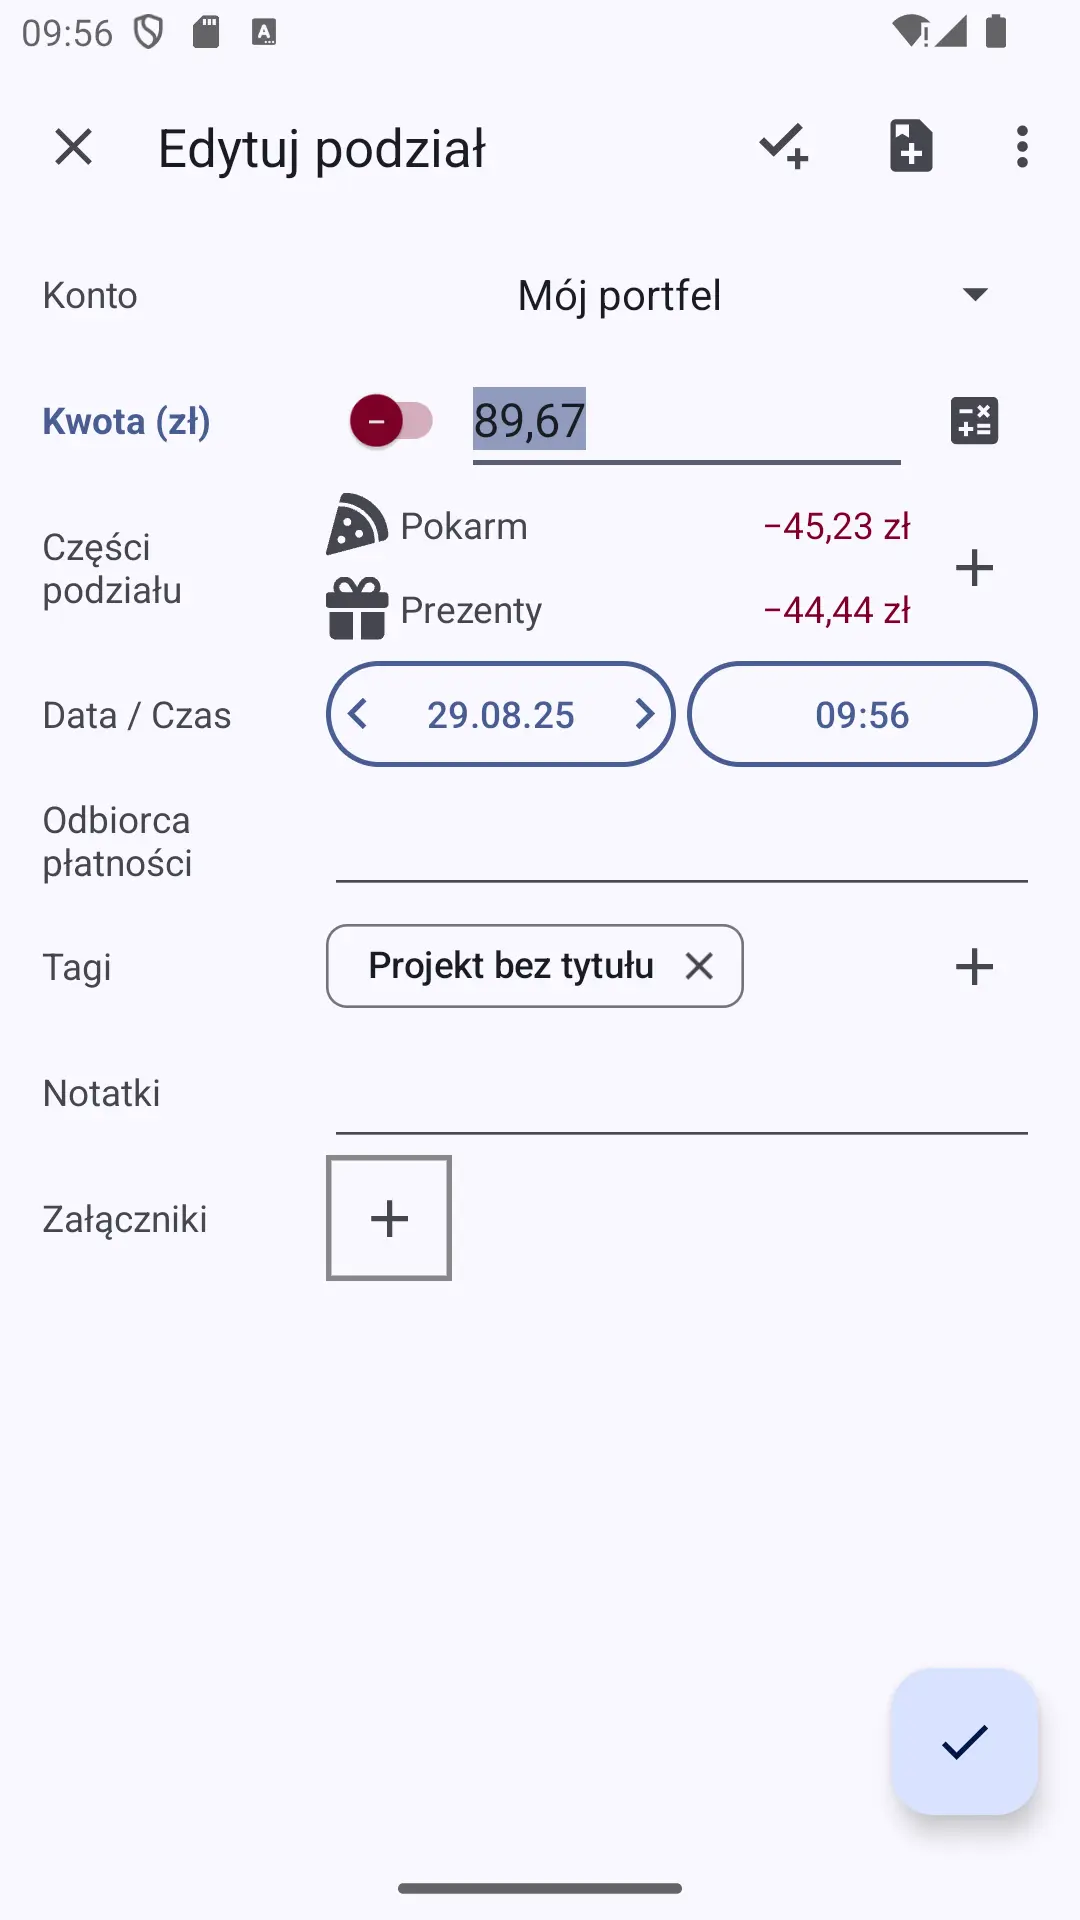 09:56
Edytuj podział
Konto
Mój portfel
Kwota (zł)
89,67
Części podziału
Pokarm
−45,23 zł
Prezenty
−44,44 zł
Data / Czas
29.08.25
09:56
Odbiorca płatności
Tagi
Projekt bez tytułu
Notatki
Załączniki